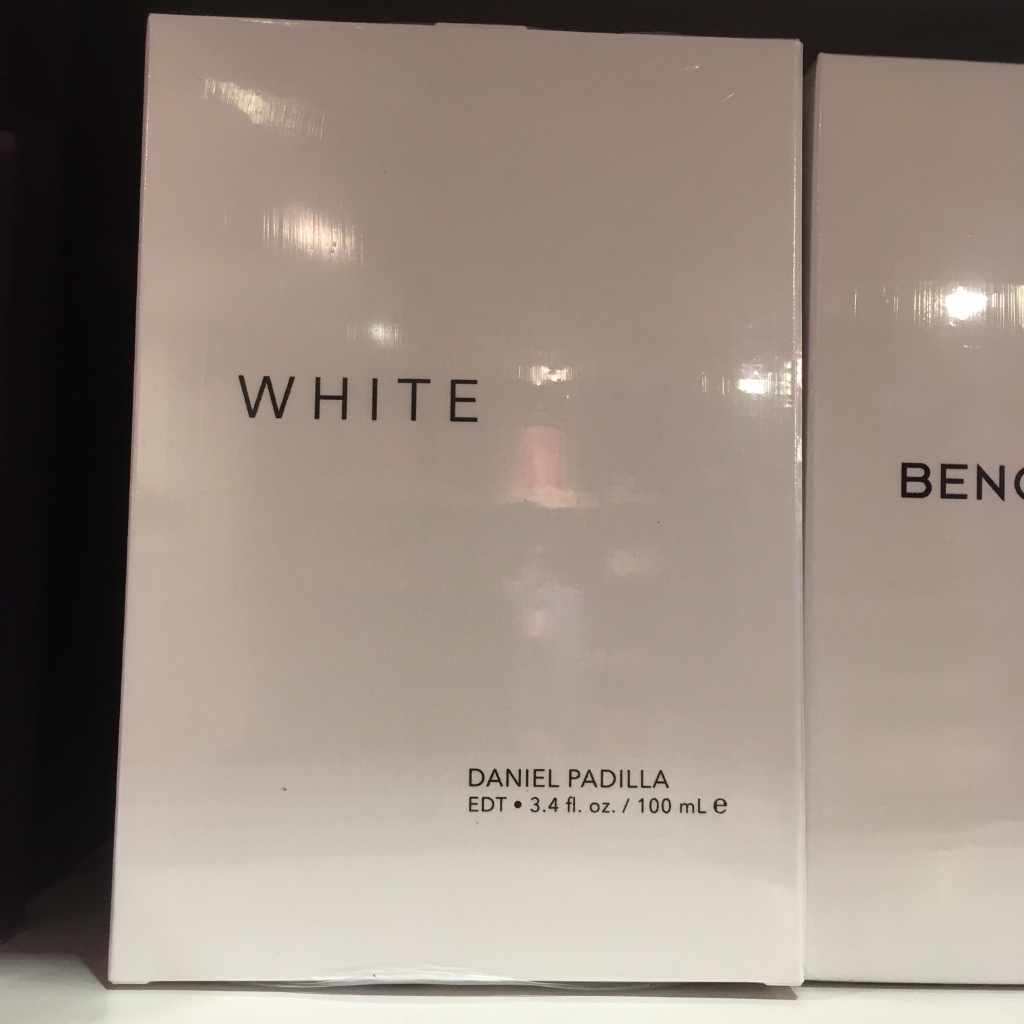 WHITE
BENC
DANIEL PADILLA
EDT • 3.4 fl. oz. / 100 mL ℮